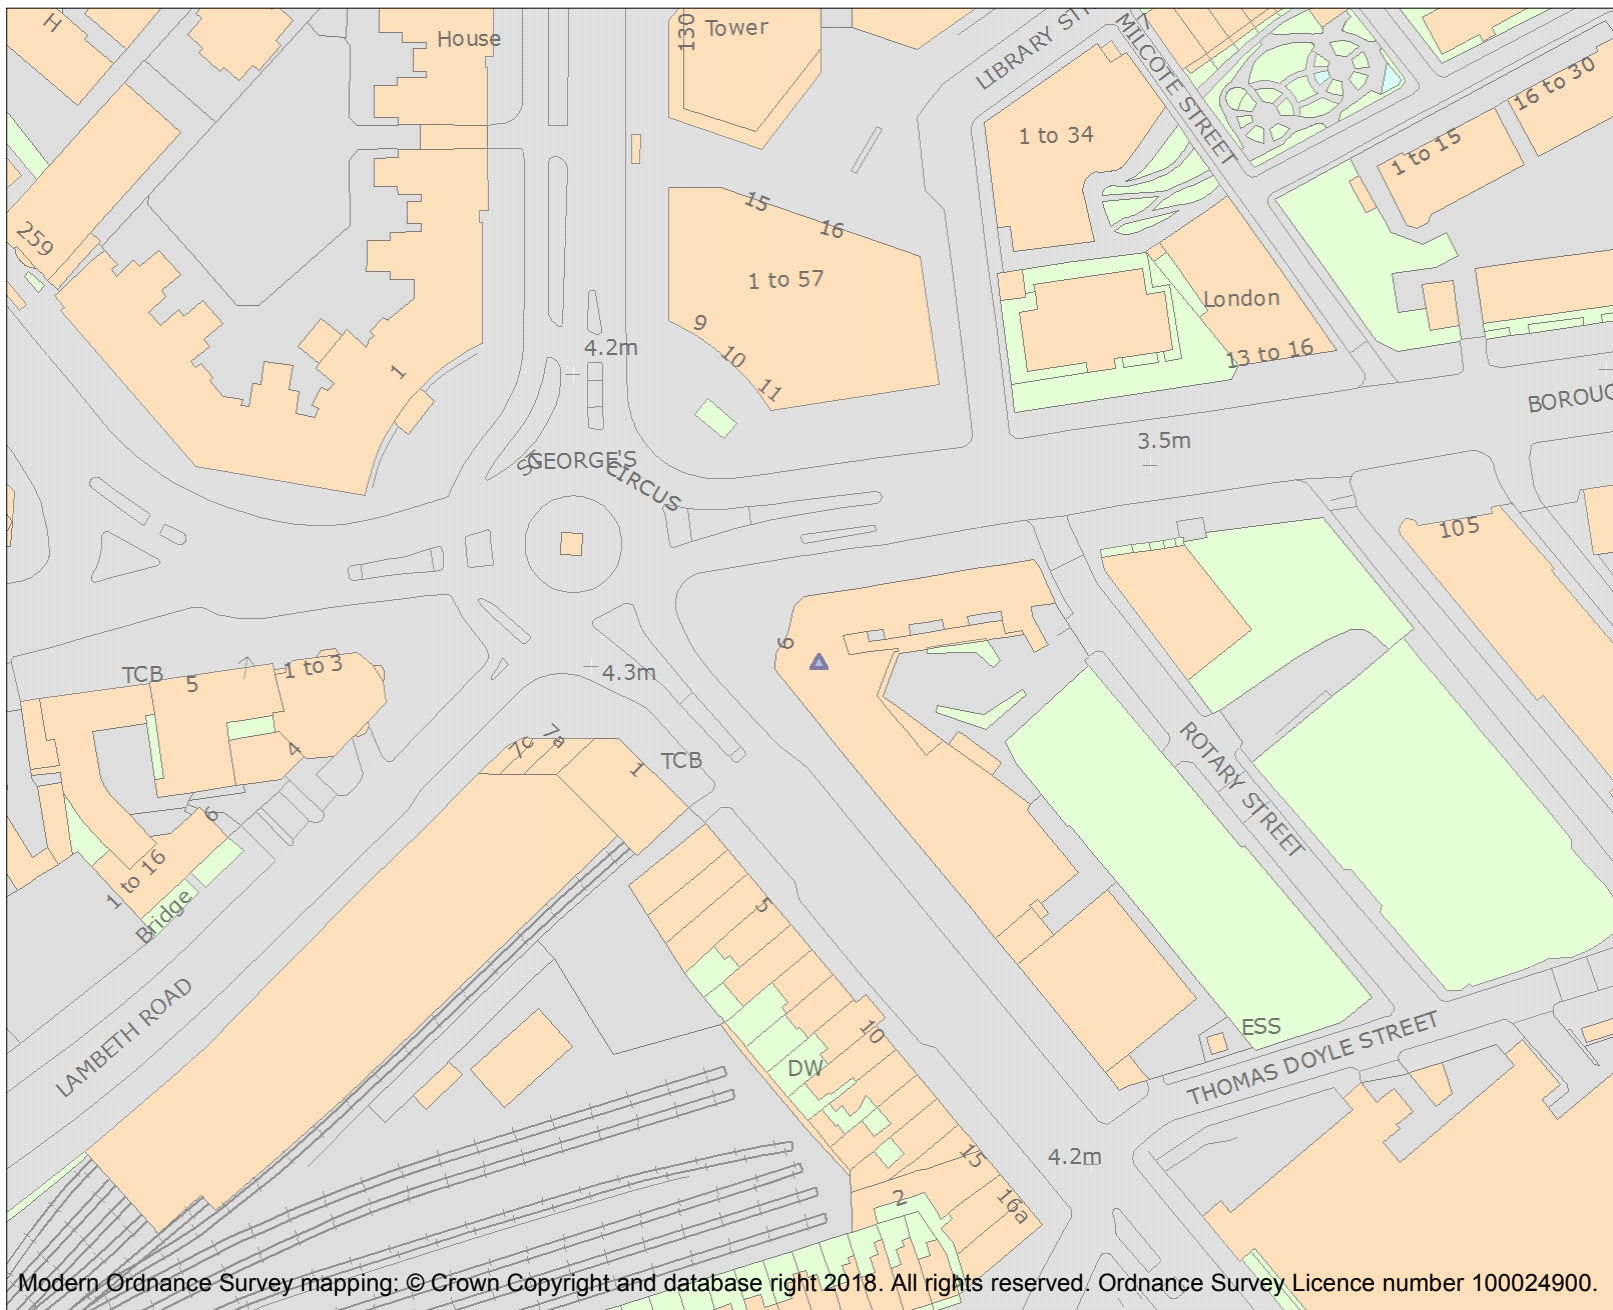 H
House
130
Tower
LIBRARY ST
MILCOTE STREET
16 to 30
1 to 34
1 to 15
259
15
16
1 to 57
London
9
10
11
13 to 16
4.2m
1
BOROUG
3.5m
ST
GEORGE'S
CIRCUS
105
6
TCB
5
1 to 3
4.3m
4
7c
7a
1
TCB
ROTARY STREET
6
1 to 16
Bridge
5
LAMBETH ROAD
10
DW
ESS
THOMAS DOYLE STREET
4.2m
15
2
16a
Modern Ordnance Survey mapping: © Crown Copyright and database right 2018. All rights reserved. Ordnance Survey Licence number 100024900.